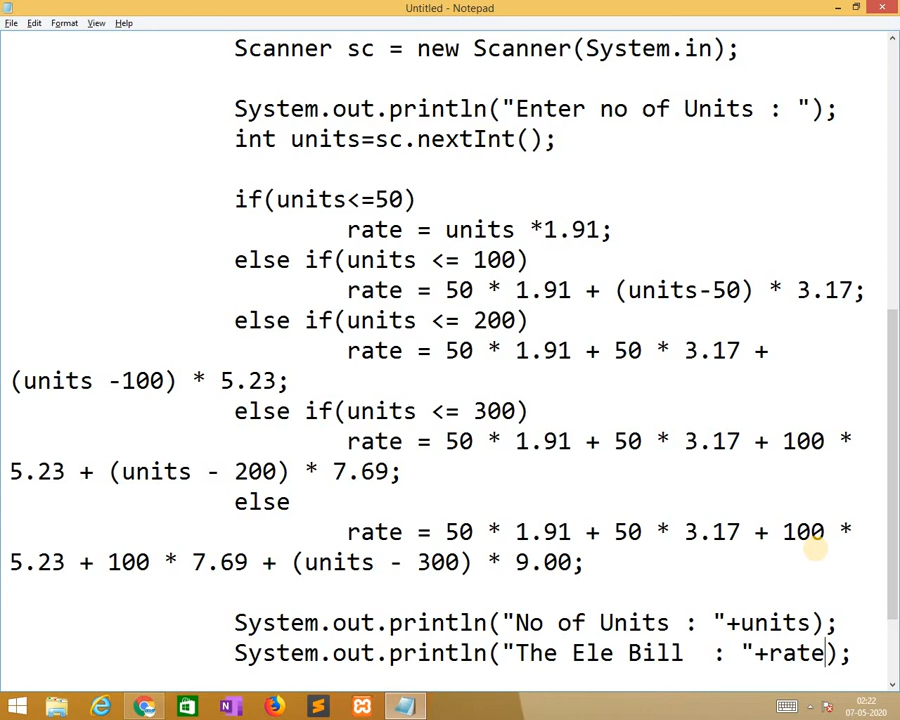 Untitled - Notepad
File Edit Format View Help
Scanner sc = new Scanner(System.in);
System.out.println("Enter no of Units : ");
int units=sc.nextInt();
if(units<=50)
rate = units *1.91;
else if(units <= 100)
rate = 50 * 1.91 + (units-50) * 3.17;
else if(units <= 200)
rate = 50 * 1.91 + 50 * 3.17 +
(units -100) * 5.23;
else if(units <= 300)
rate = 50 * 1.91 + 50 * 3.17 + 100 *
5.23 + (units - 200) * 7.69;
else
rate = 50 * 1.91 + 50 * 3.17 + 100 *
5.23 + 100 * 7.69 + (units - 300) * 9.00;
System.out.println("No of Units : "+units);
System.out.println("The Ele Bill  : "+rate);
02:22
07-05-2020